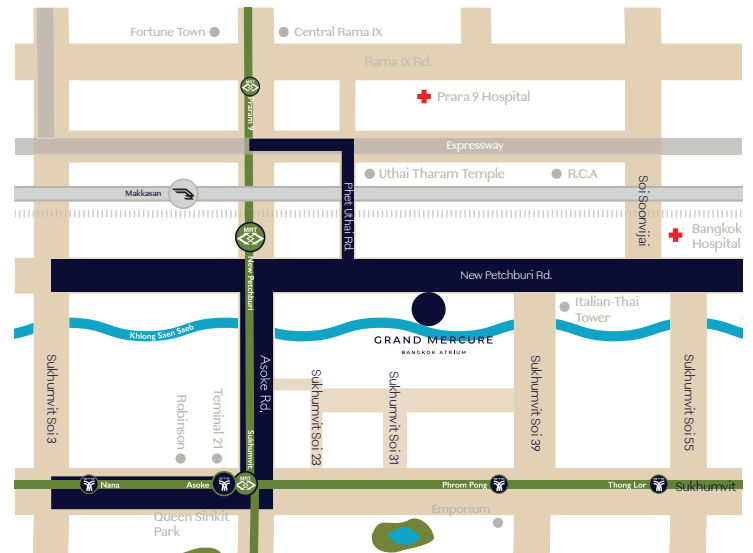 Fortune Town
Central Rama IX
Rama IX Rd.
MRT
Praram 9
Prara 9 Hospital
Expressway
Uthai Tharam Temple
R.C.A
Makkasan
Phet Uthai Rd.
Soi Soonvijai
MRT
Bangkok
Hospital
New Petchburi
New Petchburi Rd.
Italian-Thai
Tower
Khlong Saen Saeb
GRAND MERCURE
BANGKOK ATRIUM
Sukhumvit Soi 3
Asoke Rd.
Sukhumvit Soi 23
Sukhumvit Soi 31
Sukhumvit Soi 39
Sukhumvit Soi 55
Robinson
Teminal 21
Sukhumvit
MRT
Nana
Asoke
Phrom Pong
Thong Lor
Sukhumvit
Queen Sirikit
Park
Emporium